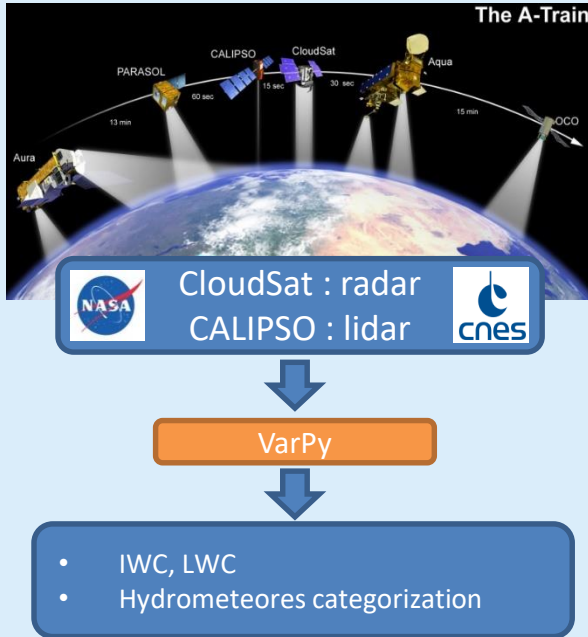 The A-Train
CALIPSO
CloudSat
Aqua
PARASOL
15 sec
30 sec
60 sec
15 min
OCO
13 min
Aura
NASA
CloudSat : radar
CALIPSO : lidar
cnes
VarPy
• IWC, LWC
• Hydrometeores categorization